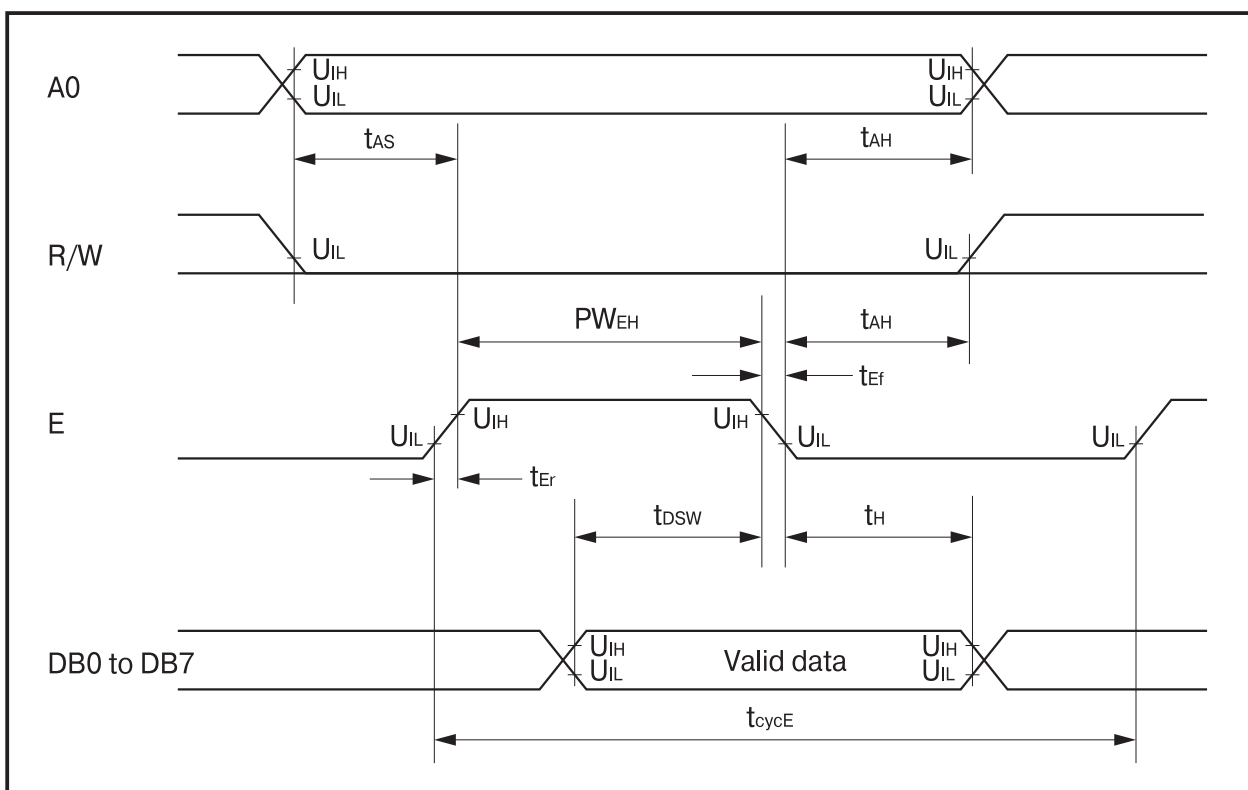 A0
UIH
UIL
UIH
UIL
tAS
tAH
R/W
UIL
UIL
PWEH
tAH
tEf
E
UIL
UIH
UIH
UIL
UIL
tEr
tDSW
tH
DB0 to DB7
UIH
UIL
Valid data
UIH
UIL
tcycE